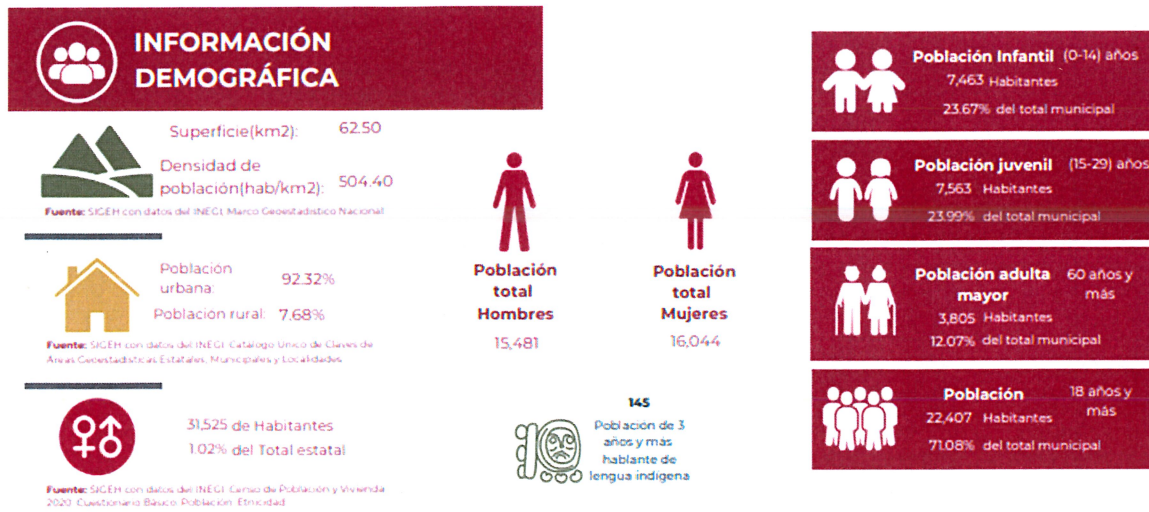 INFORMACIÓN
DEMOGRÁFICA
Superficie(km2): 62.50
Densidad de
población(hab/km2): 504.40
Fuente: SIGEH con datos del INEGI. Marco Geoestadístico Nacional
Población
urbana: 92.32%
Población rural: 7.68%
Fuente: SIGEH con datos del INEGI. Catálogo Único de Claves de
Áreas Geoestadísticas Estatales, Municipales y Localidades
31,525 de Habitantes
1.02% del Total estatal
Fuente: SIGEH con datos del INEGI. Censo de Población y Vivienda
2020. Cuestionario Básico. Población. Etnicidad
Población
total
Hombres
15,481
Población
total
Mujeres
16,044
145
Población de 3
años y más
hablante de
lengua indígena
Población Infantil (0-14) años
7,463 Habitantes
23.67% del total municipal
Población juvenil (15-29) años
7,563 Habitantes
23.99% del total municipal
Población adulta 60 años y
mayor más
3,805 Habitantes
12.07% del total municipal
Población 18 años y
más
22,407 Habitantes
71.08% del total municipal